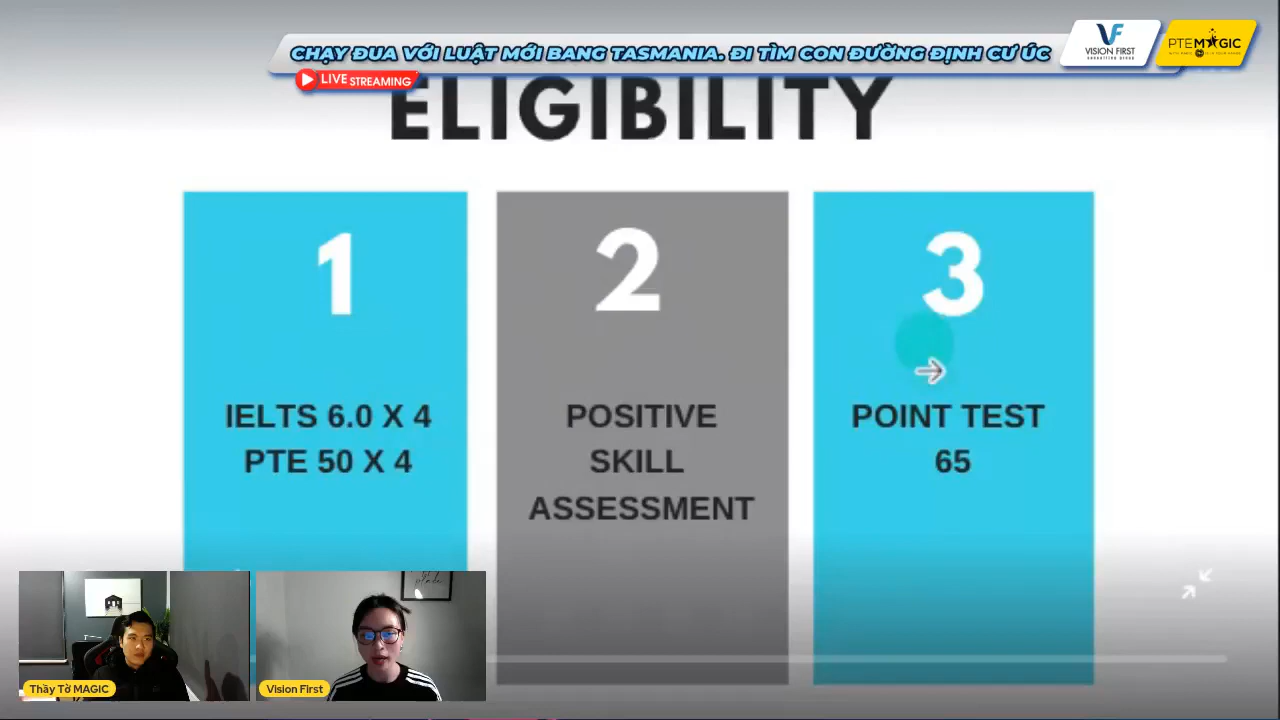 CHẠY ĐUA VỚI LUẬT MỚI BANG TASMANIA. ĐI TÌM CON ĐƯỜNG ĐỊNH CƯ ÚC
VISION FIRST
PTEMAGIC
LIVE STREAMING
ELIGIBILITY
1
IELTS 6.0 X 4
PTE 50 X 4
2
POSITIVE
SKILL
ASSESSMENT
3
POINT TEST
65
Thầy Tờ MAGIC
Vision First